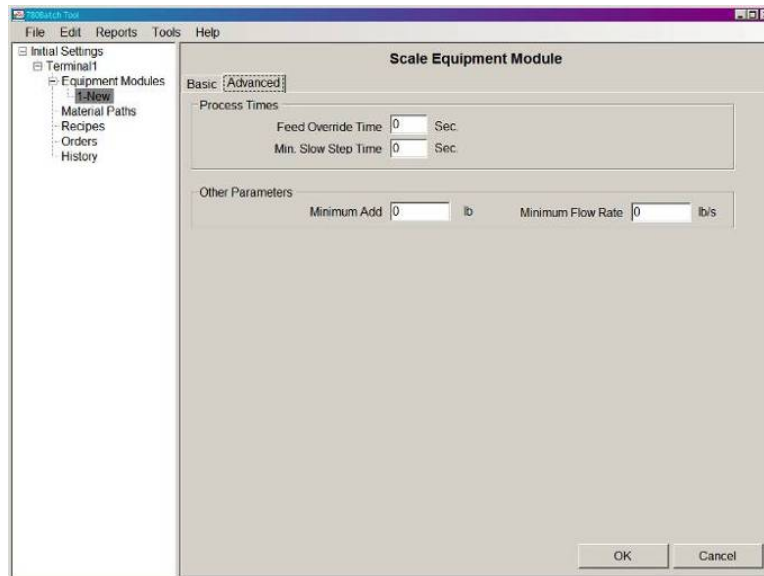 780Batch Tool
File Edit Reports Tools Help
Initial Settings
Terminal1
Equipment Modules
1-New
Material Paths
Recipes
Orders
History
Scale Equipment Module
Basic Advanced
Process Times
Feed Override Time 0 Sec.
Min. Slow Step Time 0 Sec.
Other Parameters
Minimum Add 0 lb Minimum Flow Rate 0 lb/s
OK Cancel